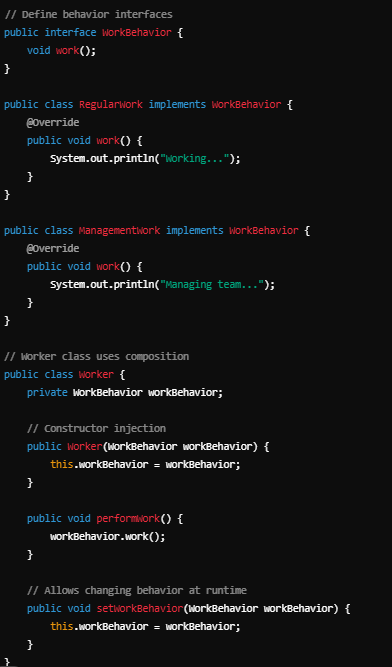 // Define behavior interfaces
public interface WorkBehavior {
    void work();
}

public class RegularWork implements WorkBehavior {
    @Override
    public void work() {
        System.out.println("Working...");
    }
}

public class ManagementWork implements WorkBehavior {
    @Override
    public void work() {
        System.out.println("Managing team...");
    }
}

// Worker class uses composition
public class Worker {
    private WorkBehavior workBehavior;

    // Constructor injection
    public Worker(WorkBehavior workBehavior) {
        this.workBehavior = workBehavior;
    }

    public void performWork() {
        workBehavior.work();
    }

    // Allows changing behavior at runtime
    public void setWorkBehavior(WorkBehavior workBehavior) {
        this.workBehavior = workBehavior;
    }
}